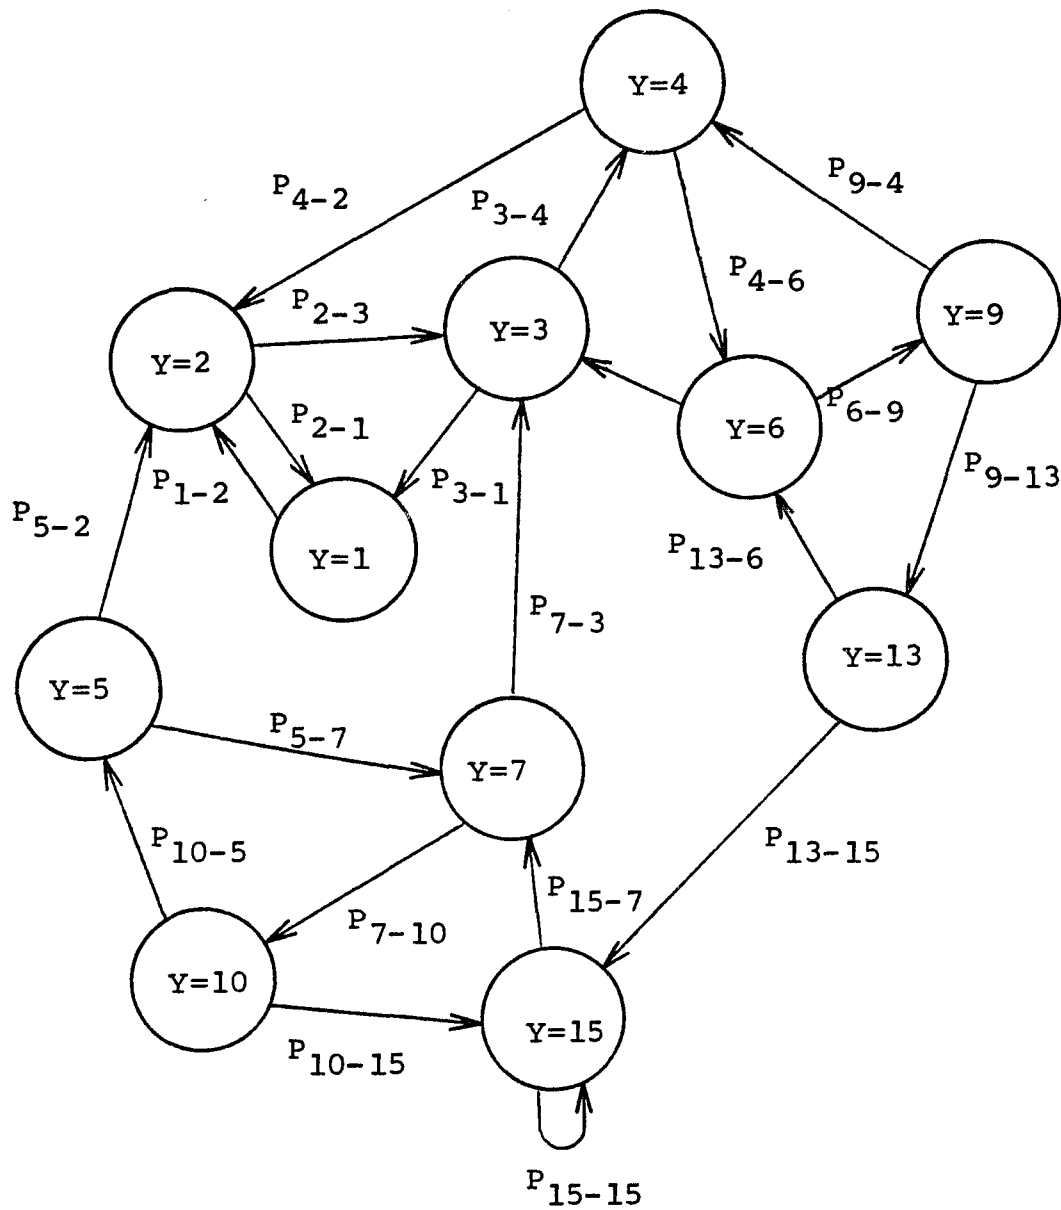 Y=4
P9-4
P4-2
P3-4
P4-6
P2-3
Y=9
Y=3
Y=2
P6-9
P2-1
Y=6
P9-13
P1-2
P3-1
P5-2
P13-6
Y=1
P7-3
Y=13
Y=5
P5-7
Y=7
P10-5
P13-15
P15-7
P7-10
Y=10
Y=15
P10-15
P15-15